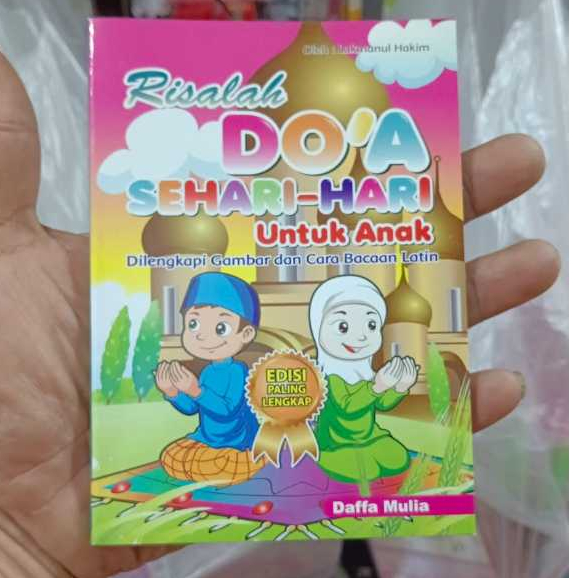 Oleh : Lukmanul Hakim
Risalah
DO'A
SEHARI-HARI
Untuk Anak
Dilengkapi Gambar dan Cara Bacaan Latin
EDISI
PALING
LENGKAP
Daffa Mulia